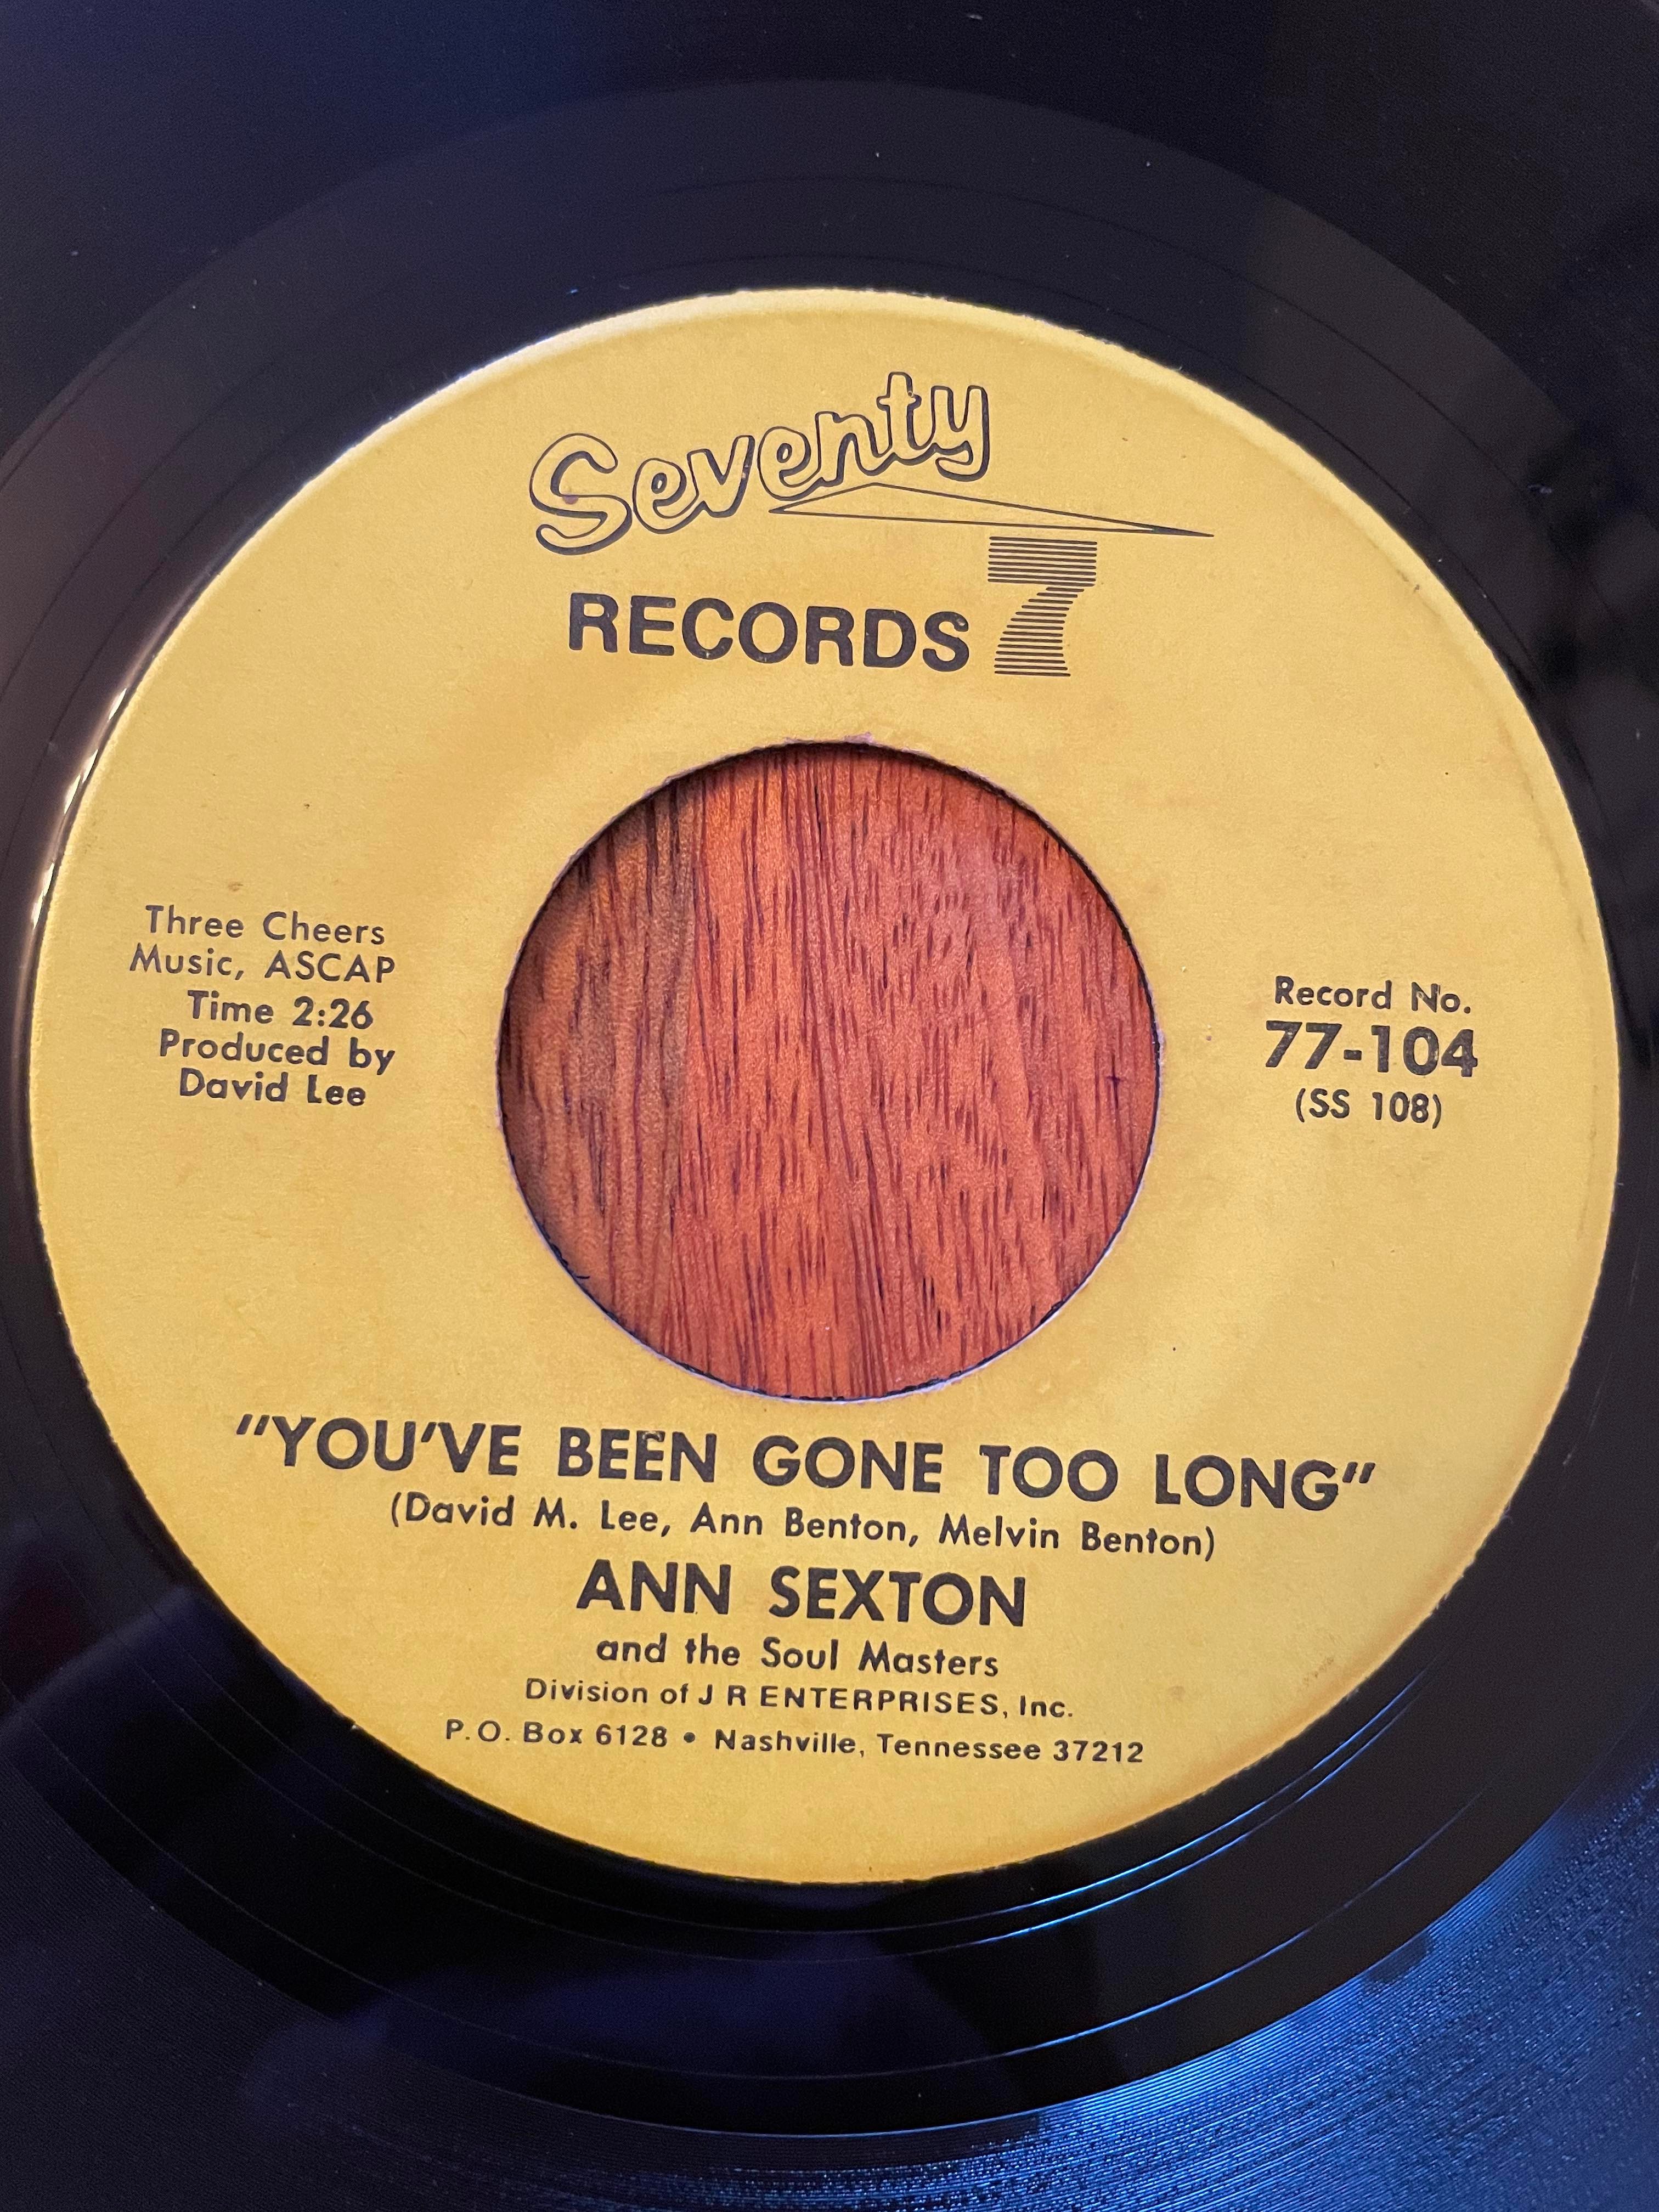 Seventy
RECORDS 7
Three Cheers
Music, ASCAP
Time 2:26
Produced by
David Lee
Record No.
77-104
(SS 108)
"YOU'VE BEEN GONE TOO LONG"
(David M. Lee, Ann Benton, Melvin Benton)
ANN SEXTON
and the Soul Masters
Division of J R ENTERPRISES, Inc.
P.O. Box 6128 • Nashville, Tennessee 37212